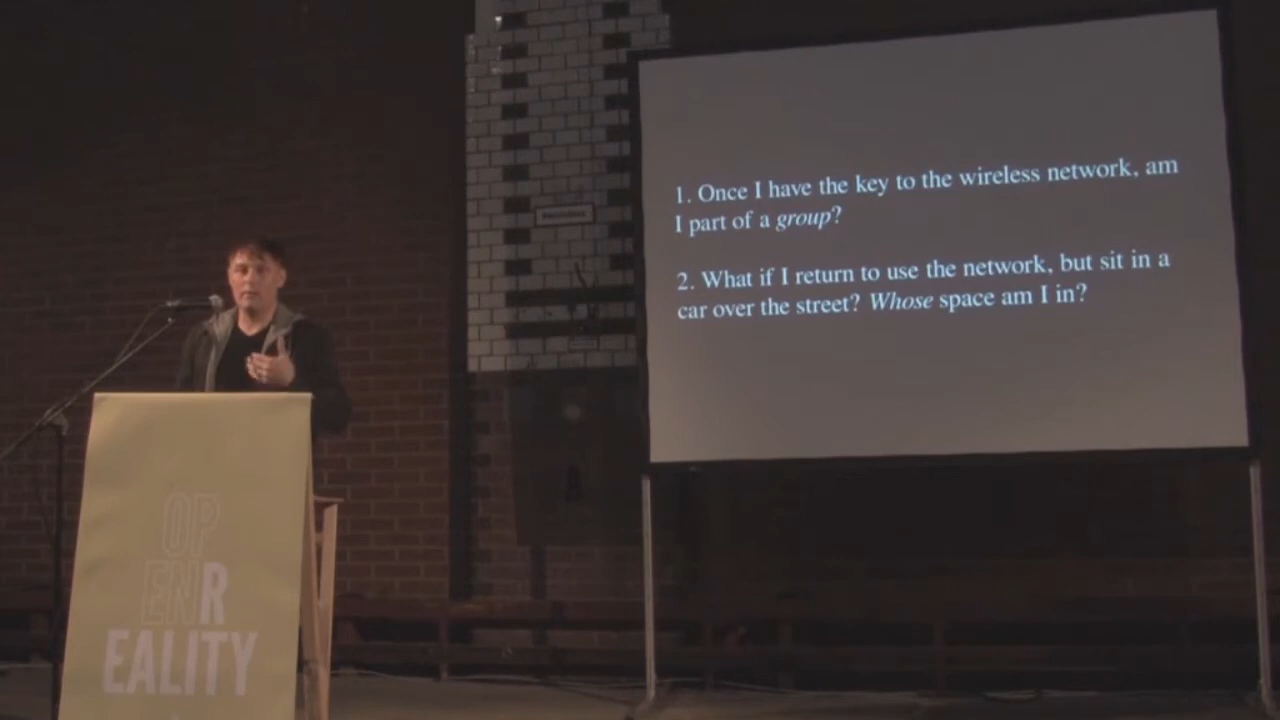 1. Once I have the key to the wireless network, am
I part of a group?
2. What if I return to use the network, but sit in a
car over the street? Whose space am I in?
OP
ENR
EALITY